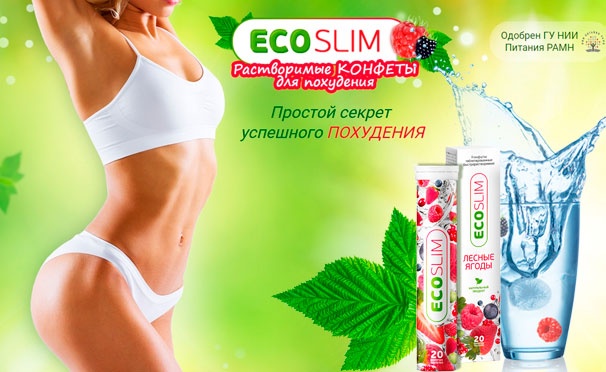 ECO SLIM
Растворимые КОНФЕТЫ
для похудения
Одобрен ГУ НИИ
Питания РАМН
Простой секрет
успешного ПОХУДЕНИЯ
ECO SLIM
20
ECO SLIM
ЛЕСНЫЕ
ЯГОДЫ
20